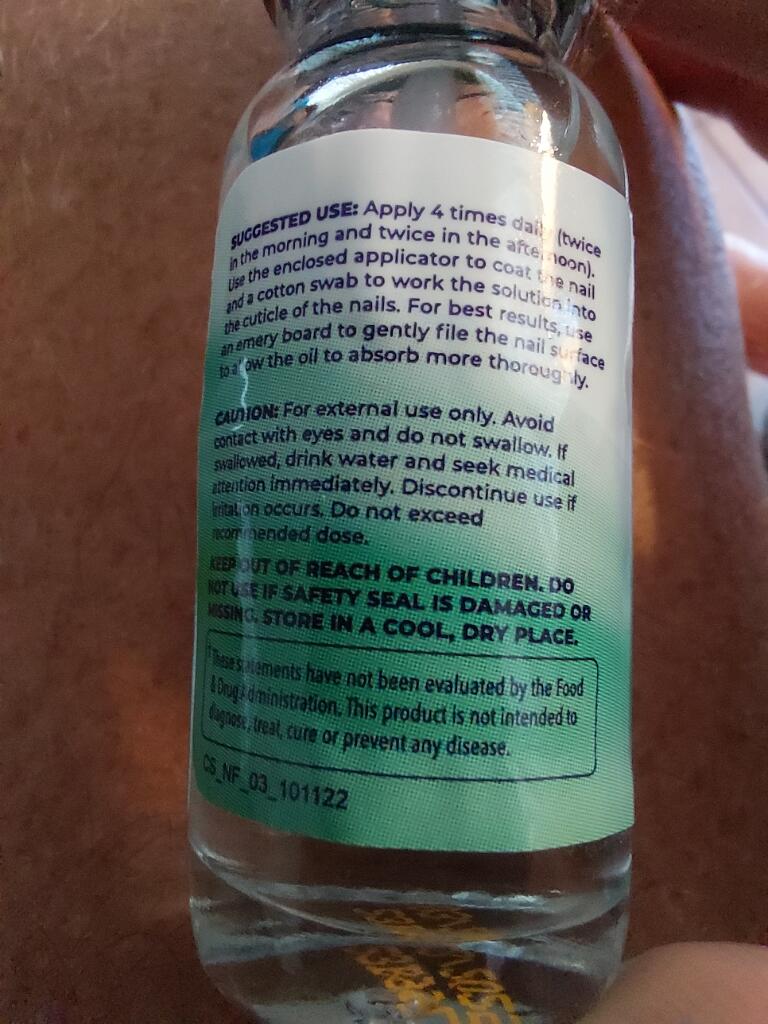 SUGGESTED USE: Apply 4 times daily (twice
in the morning and twice in the afternoon).
Use the enclosed applicator to coat the nail
and a cotton swab to work the solution into
the cuticle of the nails. For best results, use
an emery board to gently file the nail surface
to allow the oil to absorb more thoroughly.
CAUTION: For external use only. Avoid
contact with eyes and do not swallow. If
swallowed, drink water and seek medical
attention immediately. Discontinue use if
irritation occurs. Do not exceed
recommended dose.
KEEP OUT OF REACH OF CHILDREN. DO
NOT USE IF SAFETY SEAL IS DAMAGED OR
MISSING. STORE IN A COOL, DRY PLACE.
†These statements have not been evaluated by the Food
& Drug Administration. This product is not intended to
diagnose, treat, cure or prevent any disease.
CS_NF_03_101122